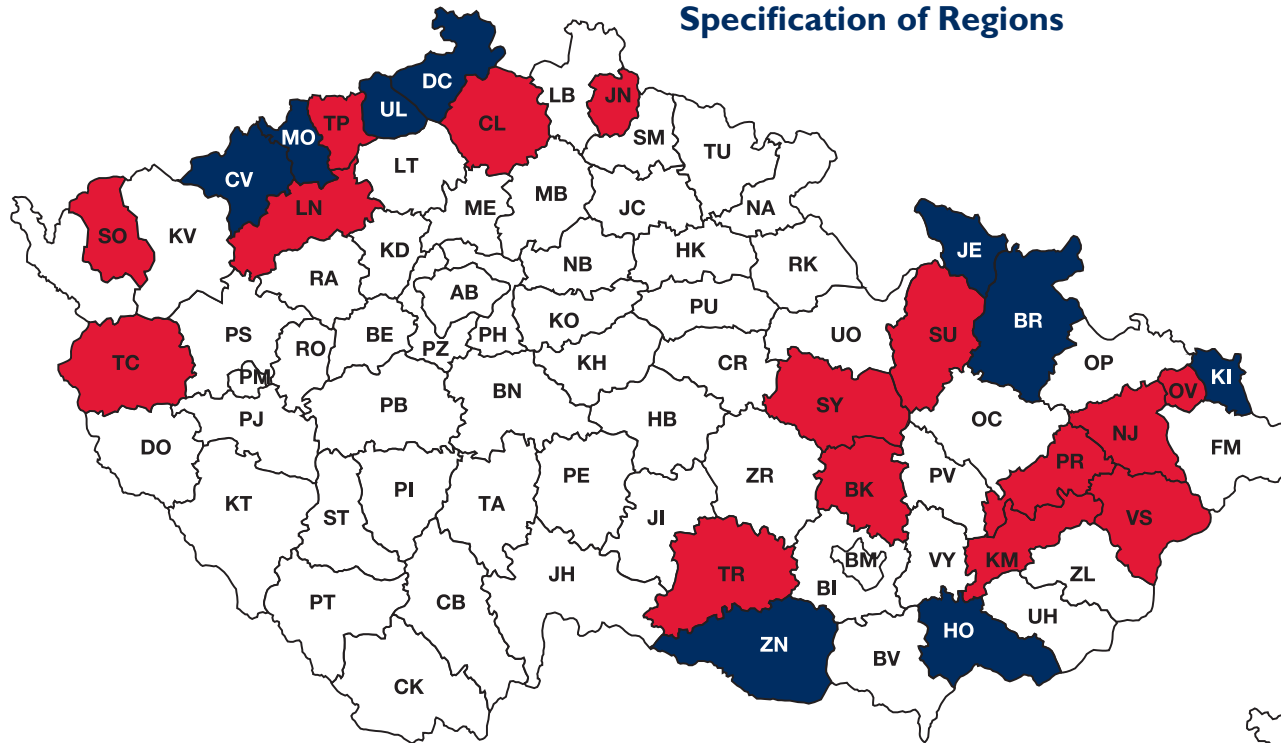 Specification of Regions
DC
UL
CL
LB
JN
MO
TP
SM
TU
CV
LT
LN
ME
MB
JC
NA
SO
KV
KD
NB
HK
RK
JE
RA
AB
KO
PU
UO
SU
BR
TC
PS
PM
RO
BE
PZ
PH
KH
CR
OP
OV
KI
DO
PJ
PB
BN
HB
SY
OC
NJ
FM
KT
ST
PI
TA
PE
JI
ZR
BK
PV
PR
VS
PT
CB
JH
TR
BI
BM
VY
KM
ZL
CK
ZN
BV
HO
UH